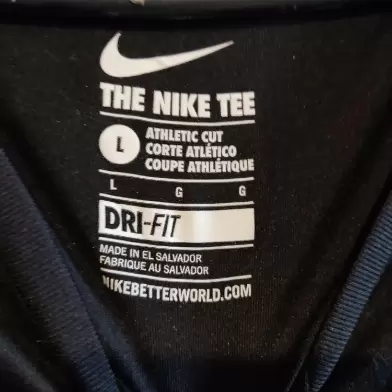 THE NIKE TEE
L
ATHLETIC CUT
CORTE ATLÉTICO
COUPE ATHLÉTIQUE
L G G
DRI-FIT
MADE IN EL SALVADOR
FABRIQUE AU SALVADOR
NIKEBETTERWORLD.COM